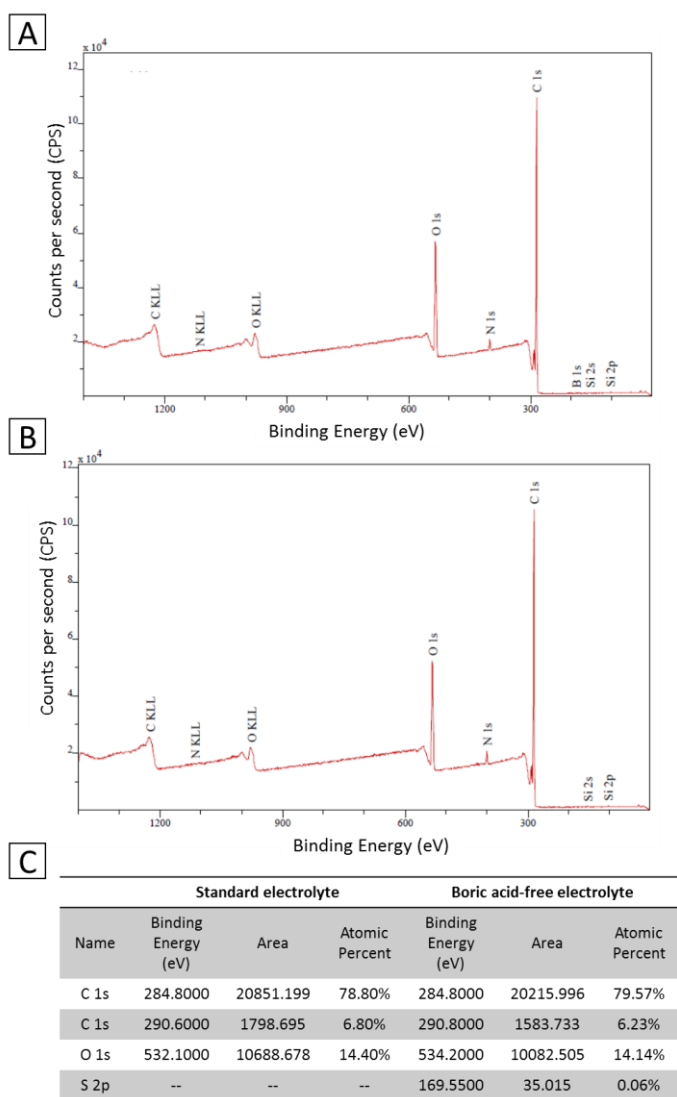 A
x 10⁴
12
10
8
6
4
2
Counts per second (CPS)
C KLL
N KLL
O KLL
O 1s
N 1s
C 1s
B 1s
Si 2s
Si 2p
1200 900 600 300
Binding Energy (eV)
B
x 10⁴
12
10
8
6
4
2
Counts per second (CPS)
C KLL
N KLL
O KLL
O 1s
N 1s
C 1s
Si 2s
Si 2p
1200 900 600 300
Binding Energy (eV)
C
Standard electrolyte Boric acid-free electrolyte
Name Binding Energy (eV) Area Atomic Percent Binding Energy (eV) Area Atomic Percent
C 1s 284.8000 20851.199 78.80% 284.8000 20215.996 79.57%
C 1s 290.6000 1798.695 6.80% 290.8000 1583.733 6.23%
O 1s 532.1000 10688.678 14.40% 534.2000 10082.505 14.14%
S 2p -- -- -- 169.5500 35.015 0.06%